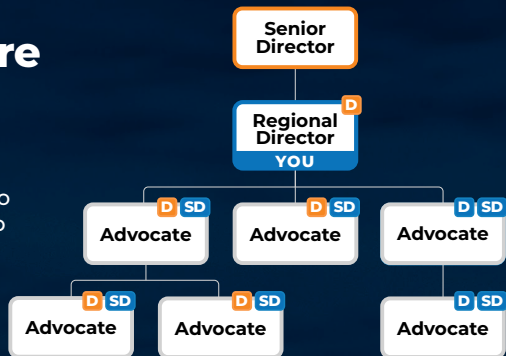 re
Senior
Director
D
Regional
Director
YOU
o
o
D SD
D SD
D SD
Advocate
Advocate
Advocate
D SD
D SD
D SD
Advocate
Advocate
Advocate